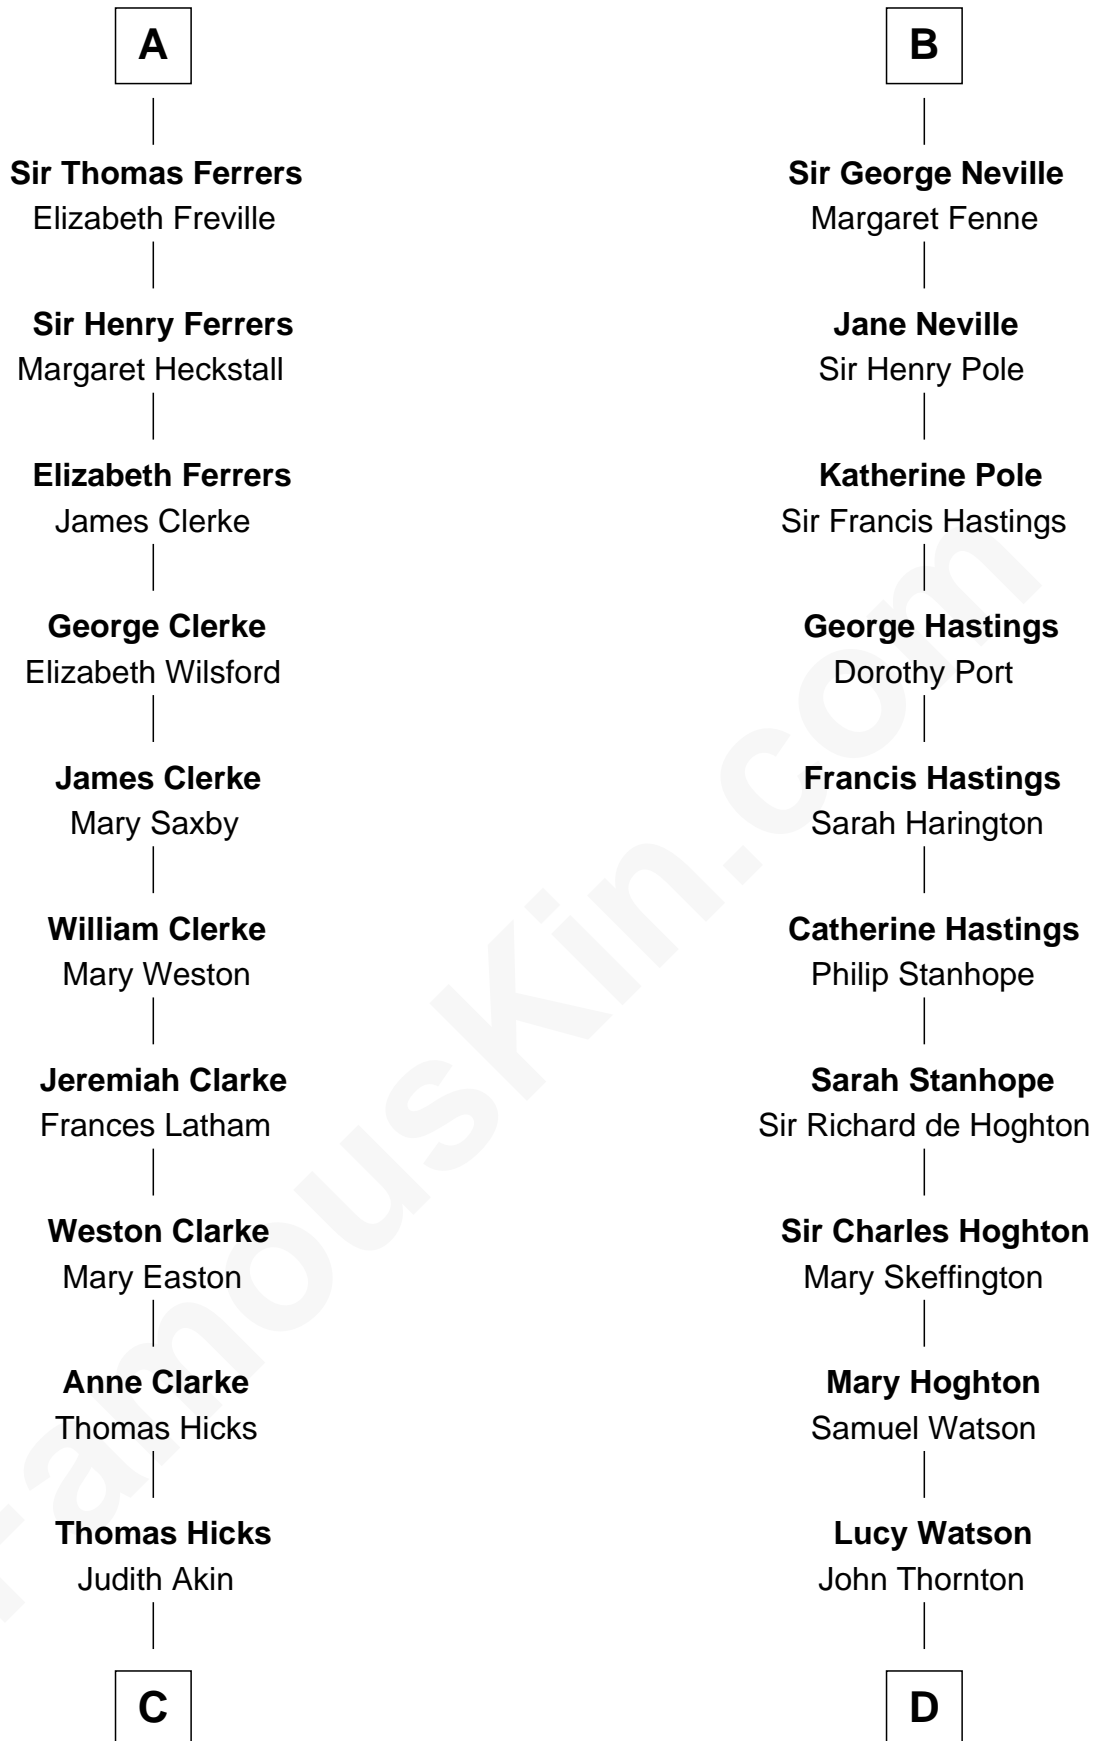 A
Sir Thomas Ferrers
Elizabeth Freville
Sir Henry Ferrers
Margaret Heckstall
Elizabeth Ferrers
James Clerke
George Clerke
Elizabeth Wilsford
James Clerke
Mary Saxby
William Clerke
Mary Weston
Jeremiah Clarke
Frances Latham
Weston Clarke
Mary Easton
Anne Clarke
Thomas Hicks
Thomas Hicks
Judith Akin
C
B
Sir George Neville
Margaret Fenne
Jane Neville
Sir Henry Pole
Katherine Pole
Sir Francis Hastings
George Hastings
Dorothy Port
Francis Hastings
Sarah Harington
Catherine Hastings
Philip Stanhope
Sarah Stanhope
Sir Richard de Hoghton
Sir Charles Hoghton
Mary Skeffington
Mary Hoghton
Samuel Watson
Lucy Watson
John Thornton
D
FamousKin.com